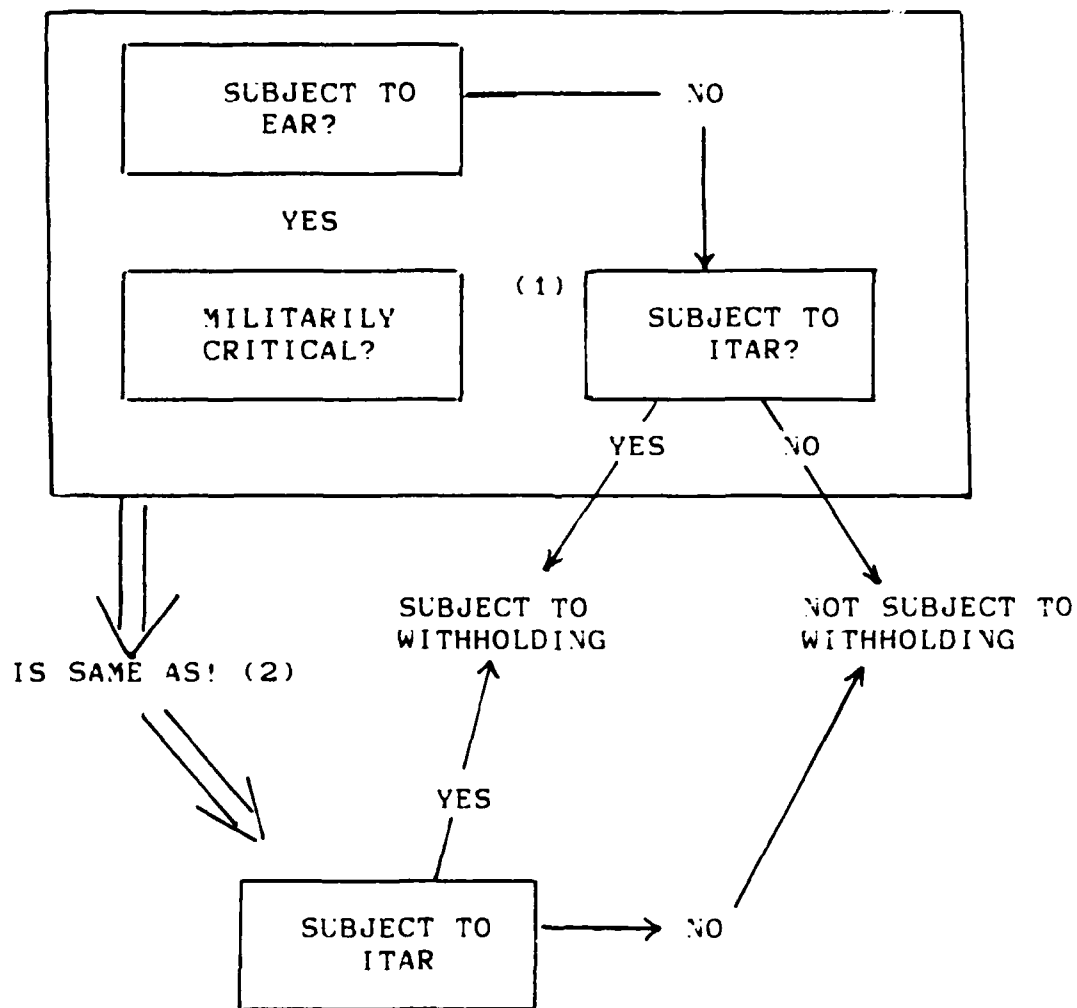 SUBJECT TO
EAR?
NO
YES
MILITARILY
CRITICAL?
(1)
SUBJECT TO
ITAR?
YES
NO
SUBJECT TO
WITHHOLDING
NOT SUBJECT TO
WITHHOLDING
IS SAME AS! (2)
YES
SUBJECT TO
ITAR
NO